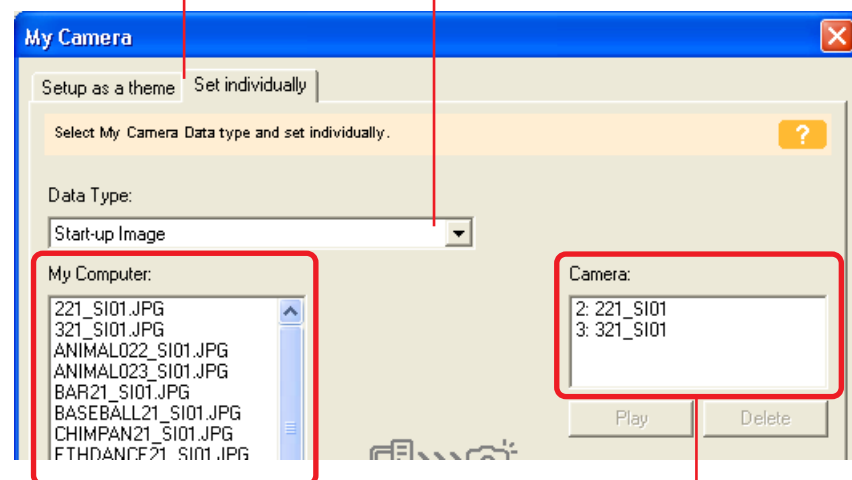 My Camera
Setup as a theme
Set individually
Select My Camera Data type and set individually.
?
Data Type:
Start-up Image
My Computer:
221_SI01.JPG
321_SI01.JPG
ANIMAL022_SI01.JPG
ANIMAL023_SI01.JPG
BAR21_SI01.JPG
BASEBALL21_SI01.JPG
CHIMPAN21_SI01.JPG
ETHDANCE21_SI01.JPG
Camera:
2: 221_SI01
3: 321_SI01
Play
Delete